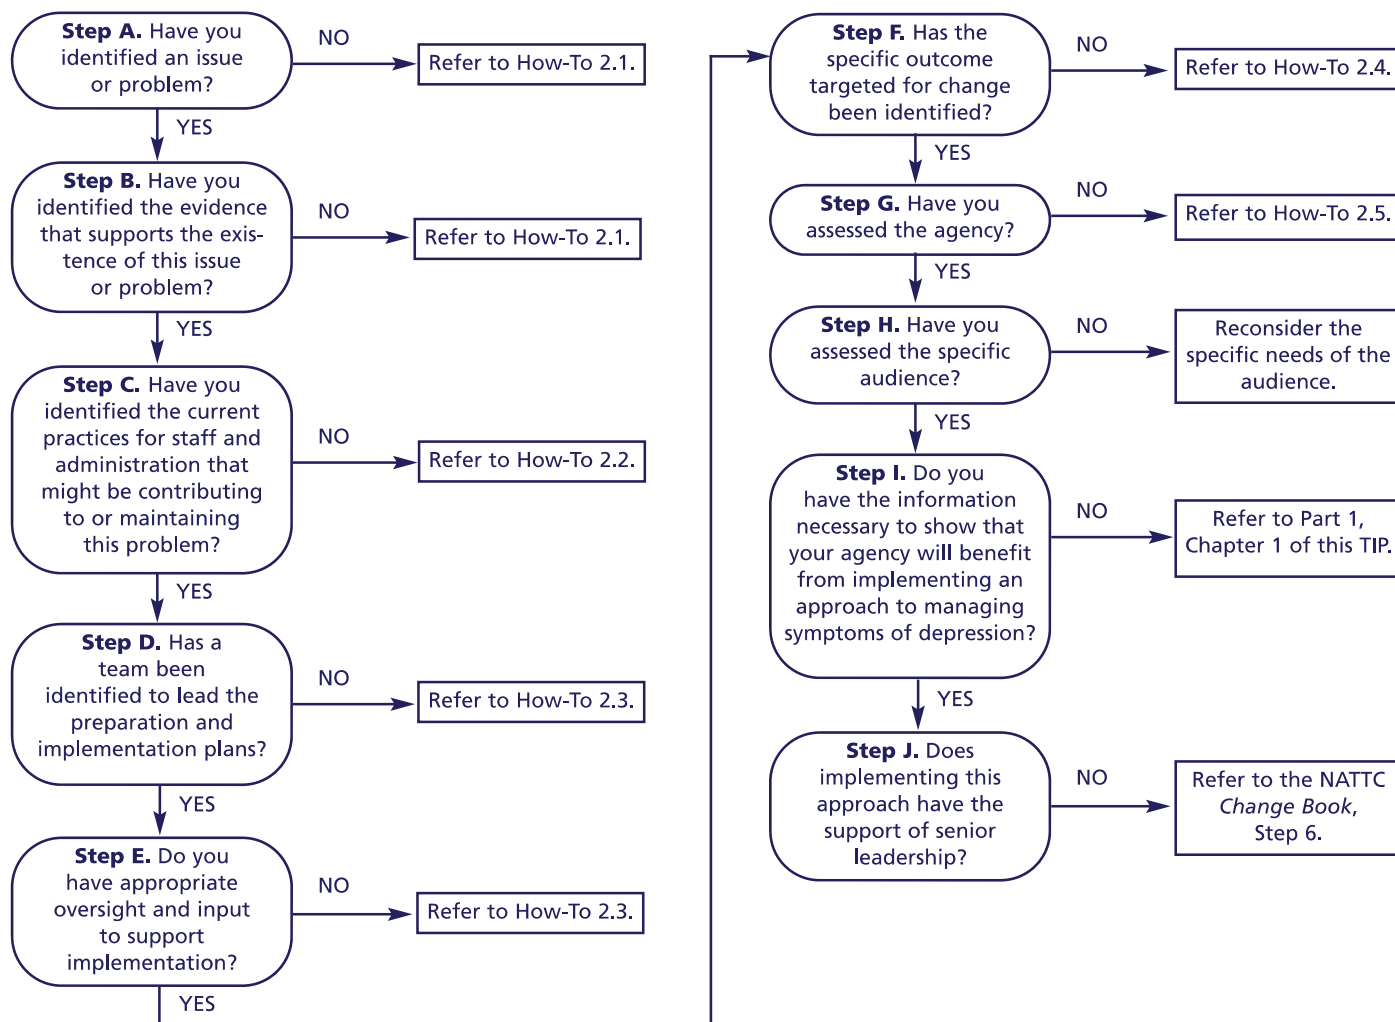 Step A. Have you
identified an issue
or problem?
NO
Refer to How-To 2.1.
YES
Step B. Have you
identified the evidence
that supports the exis-
tence of this issue
or problem?
NO
Refer to How-To 2.1.
YES
Step C. Have you
identified the current
practices for staff and
administration that
might be contributing
to or maintaining
this problem?
NO
Refer to How-To 2.2.
YES
Step D. Has a
team been
identified to lead the
preparation and
implementation plans?
NO
Refer to How-To 2.3.
YES
Step E. Do you
have appropriate
oversight and input
to support
implementation?
NO
Refer to How-To 2.3.
YES
Step F. Has the
specific outcome
targeted for change
been identified?
NO
Refer to How-To 2.4.
YES
Step G. Have you
assessed the agency?
NO
Refer to How-To 2.5.
YES
Step H. Have you
assessed the specific
audience?
NO
Reconsider the
specific needs of the
audience.
YES
Step I. Do you
have the information
necessary to show that
your agency will benefit
from implementing an
approach to managing
symptoms of depression?
NO
Refer to Part 1,
Chapter 1 of this TIP.
YES
Step J. Does
implementing this
approach have the
support of senior
leadership?
NO
Refer to the NATTC
Change Book,
Step 6.